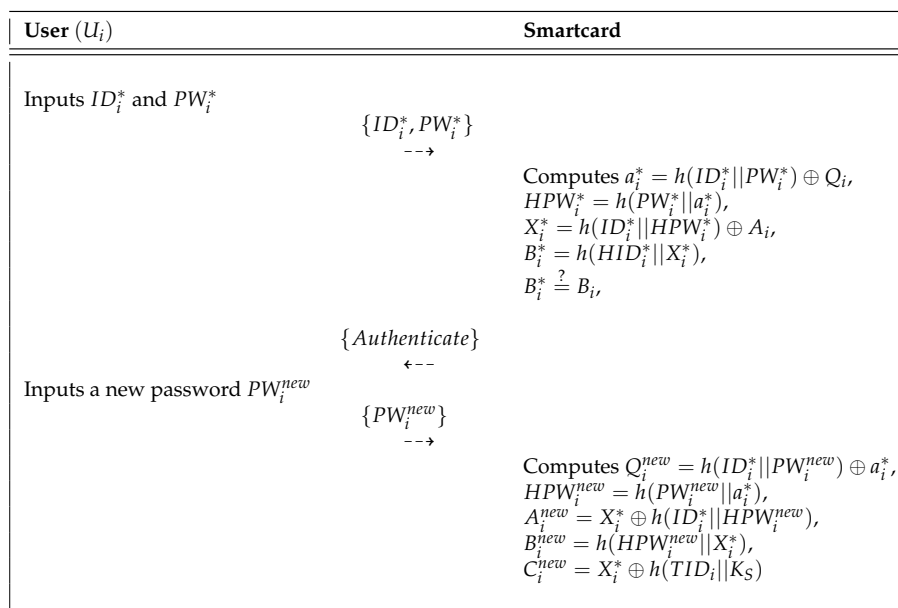 User (U_i) Smartcard
Inputs ID_i^* and PW_i^*
{ID_i^*, PW_i^*}
⇢
Computes a_i^* = h(ID_i^*||PW_i^*) ⊕ Q_i,
HPW_i^* = h(PW_i^*||a_i^*),
X_i^* = h(ID_i^*||HPW_i^*) ⊕ A_i,
B_i^* = h(HID_i^*||X_i^*),
B_i^* ≟ B_i,
{Authenticate}
⇠
Inputs a new password PW_i^{new}
{PW_i^{new}}
⇢
Computes Q_i^{new} = h(ID_i^*||PW_i^{new}) ⊕ a_i^*,
HPW_i^{new} = h(PW_i^{new}||a_i^*),
A_i^{new} = X_i^* ⊕ h(ID_i^*||HPW_i^{new}),
B_i^{new} = h(HPW_i^{new}||X_i^*),
C_i^{new} = X_i^* ⊕ h(TID_i||K_S)